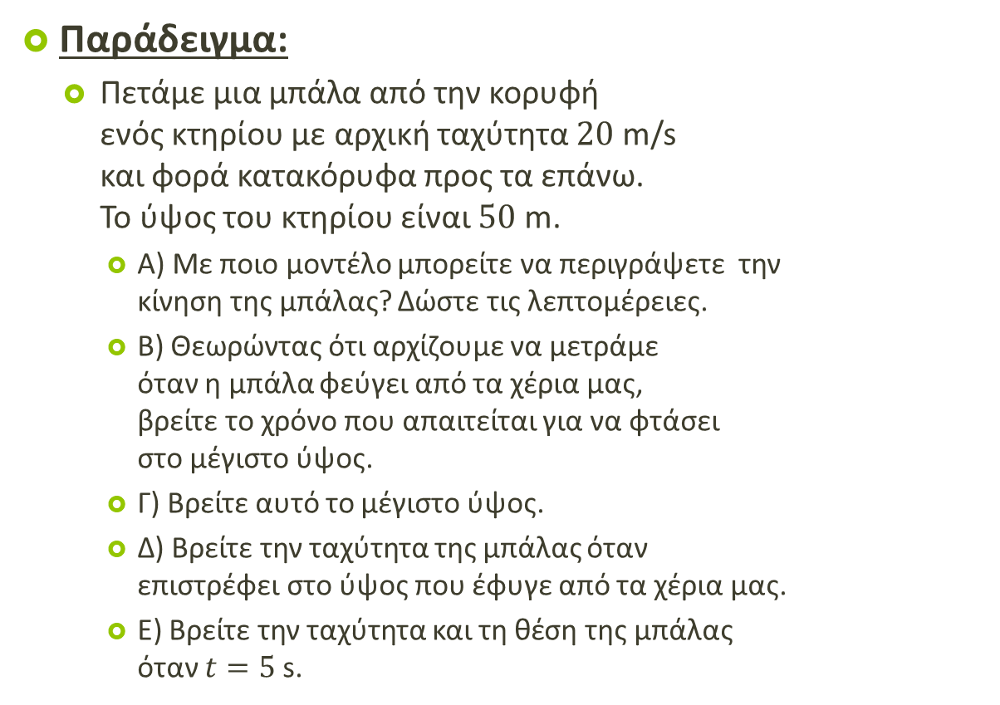 Παράδειγμα:
Πετάμε μια μπάλα από την κορυφή
ενός κτηρίου με αρχική ταχύτητα 20 m/s
και φορά κατακόρυφα προς τα επάνω.
Το ύψος του κτηρίου είναι 50 m.
Α) Με ποιο μοντέλο μπορείτε να περιγράψετε την
κίνηση της μπάλας? Δώστε τις λεπτομέρειες.
Β) Θεωρώντας ότι αρχίζουμε να μετράμε
όταν η μπάλα φεύγει από τα χέρια μας,
βρείτε το χρόνο που απαιτείται για να φτάσει
στο μέγιστο ύψος.
Γ) Βρείτε αυτό το μέγιστο ύψος.
Δ) Βρείτε την ταχύτητα της μπάλας όταν
επιστρέφει στο ύψος που έφυγε από τα χέρια μας.
Ε) Βρείτε την ταχύτητα και τη θέση της μπάλας
όταν t = 5 s.